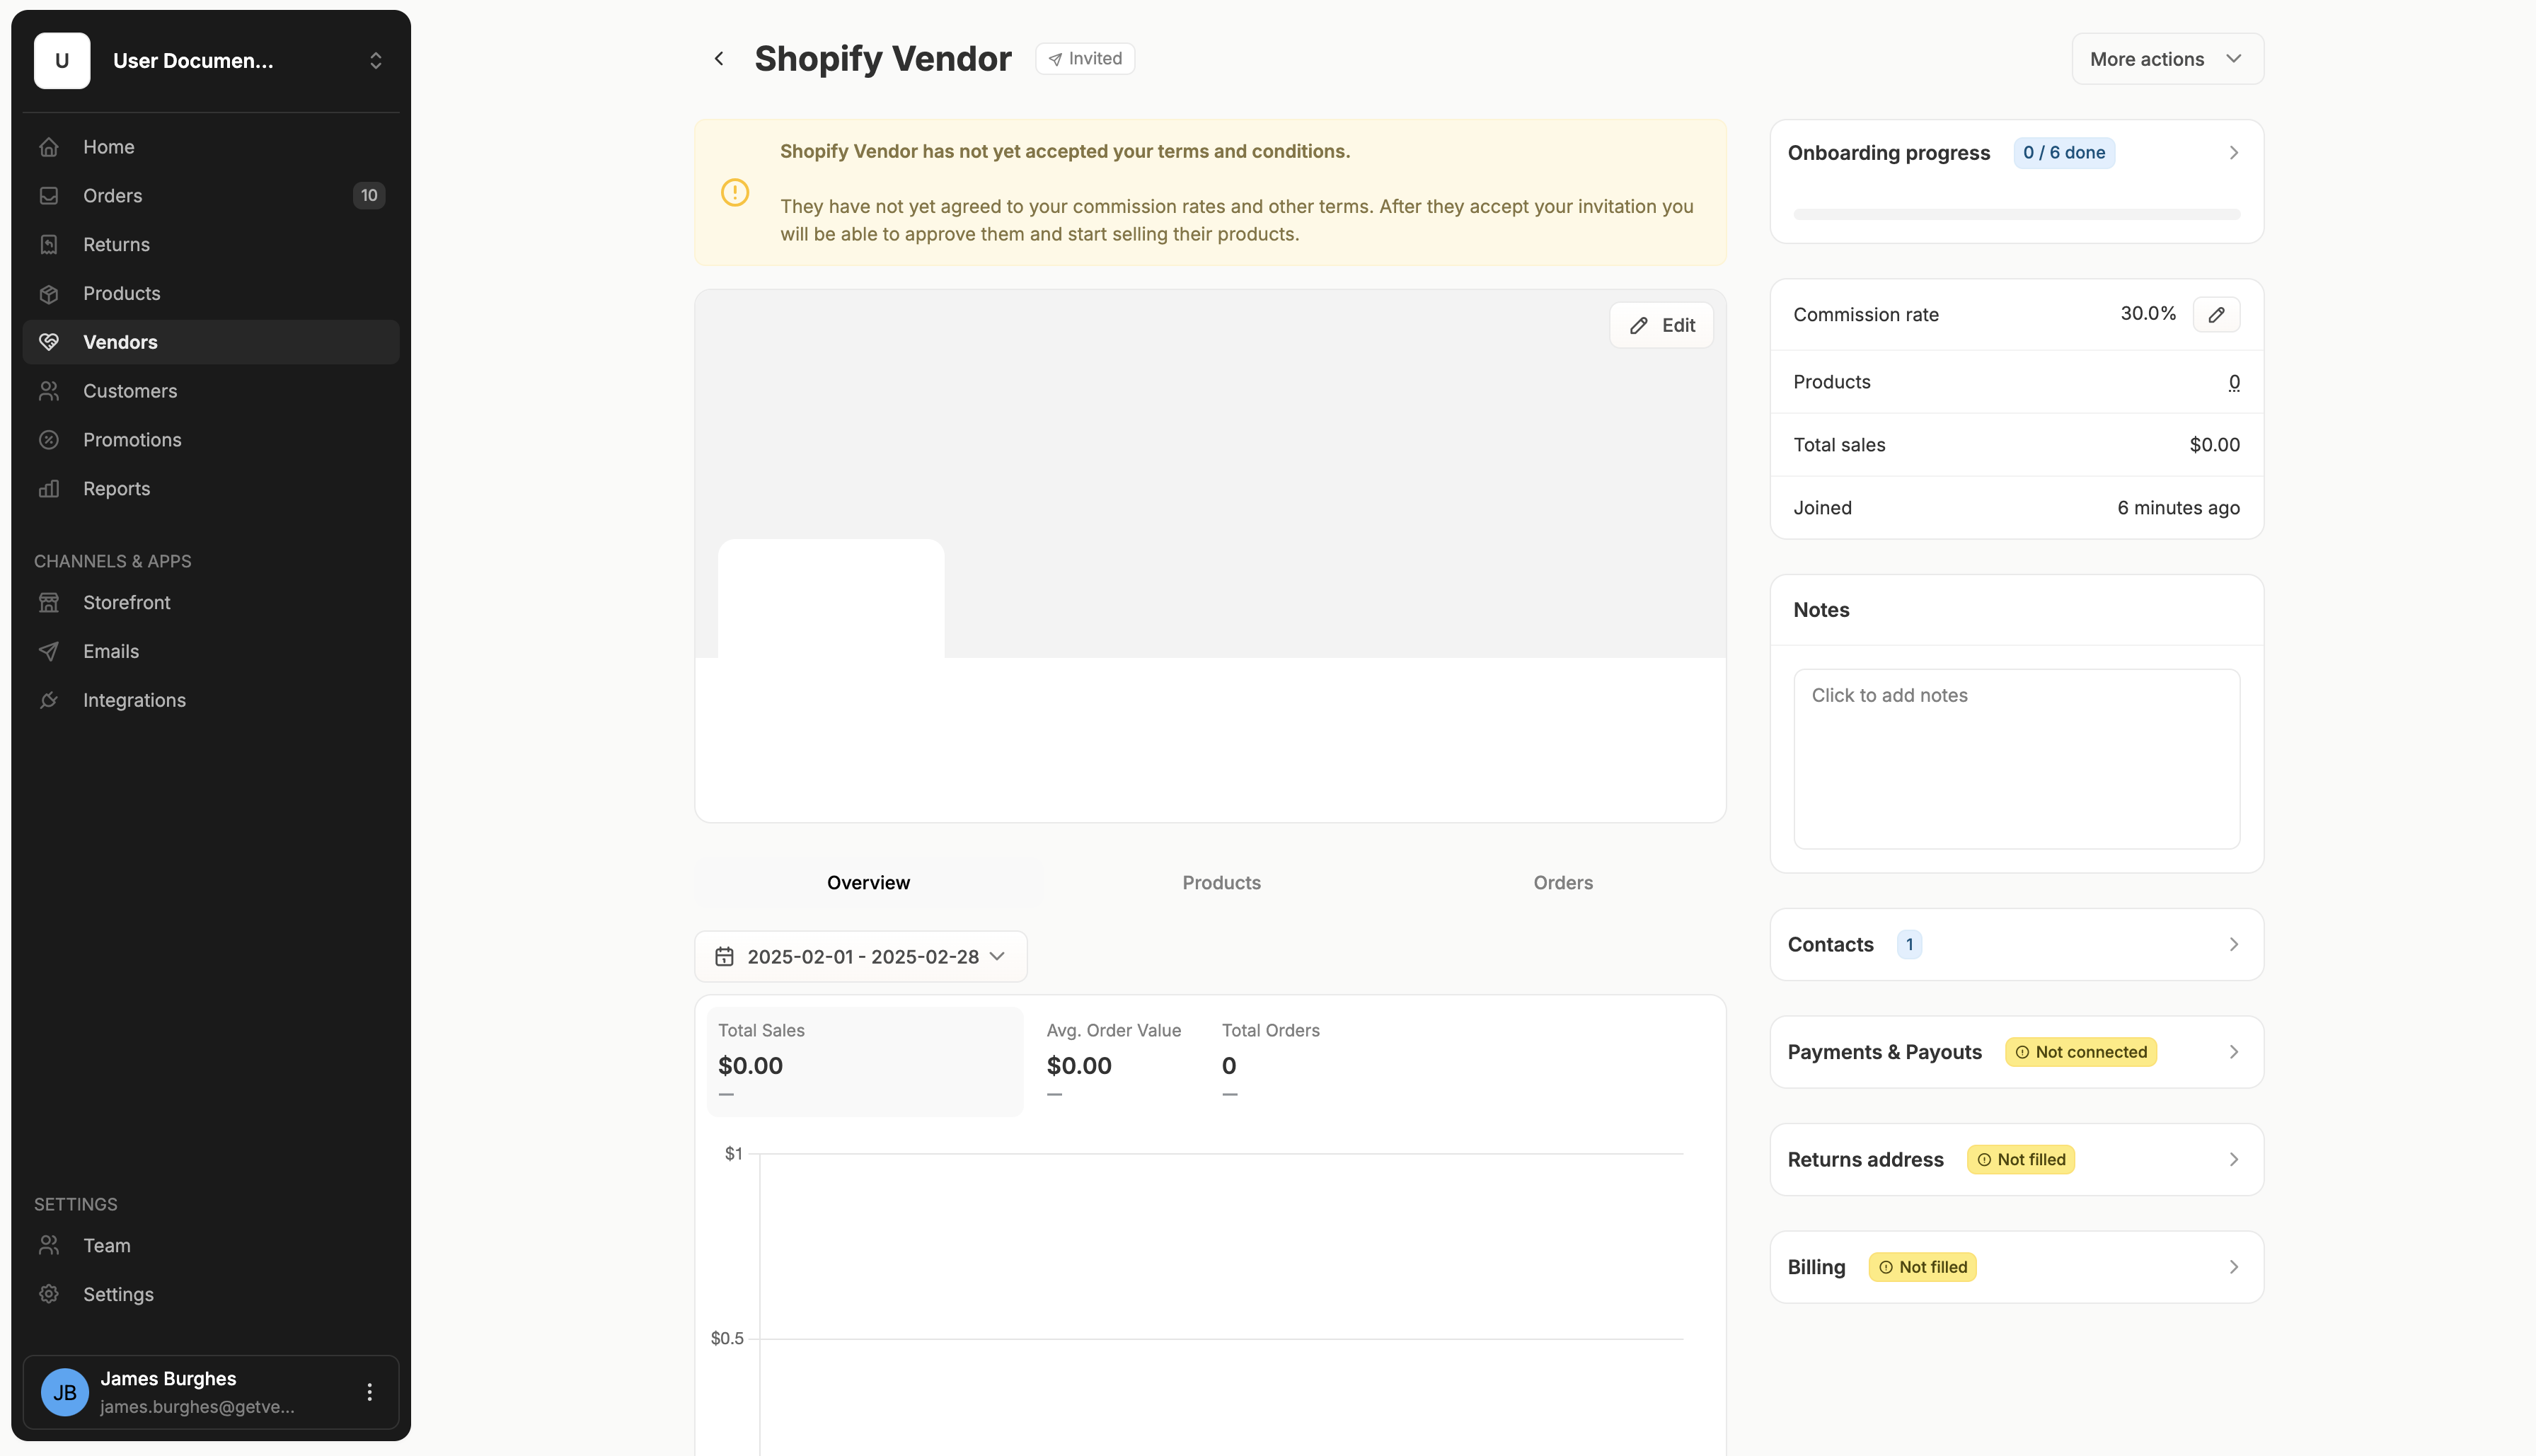 U
User Documen...
Home
Orders
10
Returns
Products
Vendors
Customers
Promotions
Reports
CHANNELS & APPS
Storefront
Emails
Integrations
SETTINGS
Team
Settings
JB
James Burghes
james.burghes@getve...
Shopify Vendor
Invited
More actions
Shopify Vendor has not yet accepted your terms and conditions.
They have not yet agreed to your commission rates and other terms. After they accept your invitation you
will be able to approve them and start selling their products.
Edit
Overview
Products
Orders
2025-02-01 - 2025-02-28
Total Sales
$0.00
—
Avg. Order Value
$0.00
—
Total Orders
0
—
$1
$0.5
Onboarding progress
0 / 6 done
Commission rate
30.0%
Products
0
Total sales
$0.00
Joined
6 minutes ago
Notes
Click to add notes
Contacts
1
Payments & Payouts
Not connected
Returns address
Not filled
Billing
Not filled